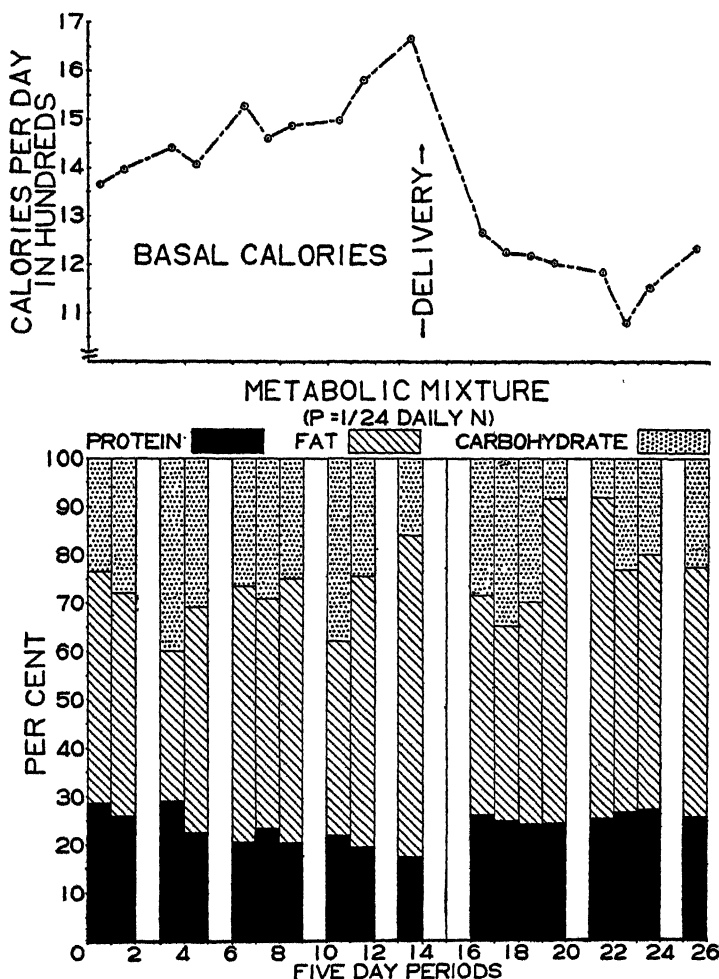 17
16
15
14
13
12
11
CALORIES PER DAY
IN HUNDREDS
BASAL CALORIES
DELIVERY
METABOLIC MIXTURE
(P=1/24 DAILY N)
PROTEIN FAT CARBOHYDRATE
100
90
80
70
60
50
40
30
20
10
PER CENT
0 2 4 6 8 10 12 14 16 18 20 22 24 26
FIVE DAY PERIODS